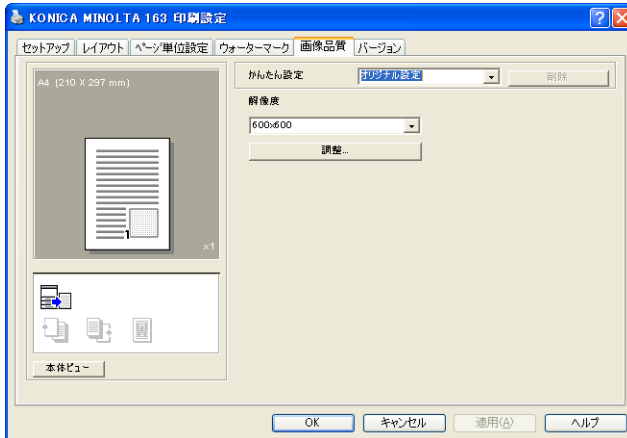 KONICA MINOLTA 163 印刷設定
セットアップ レイアウト ページ単位設定 ウォーターマーク 画像品質 バージョン
A4 (210 X 297 mm)
1
x1
本体ビュー
かんたん設定 オリジナル設定 削除
解像度
600x600
調整...
OK キャンセル 適用(A) ヘルプ